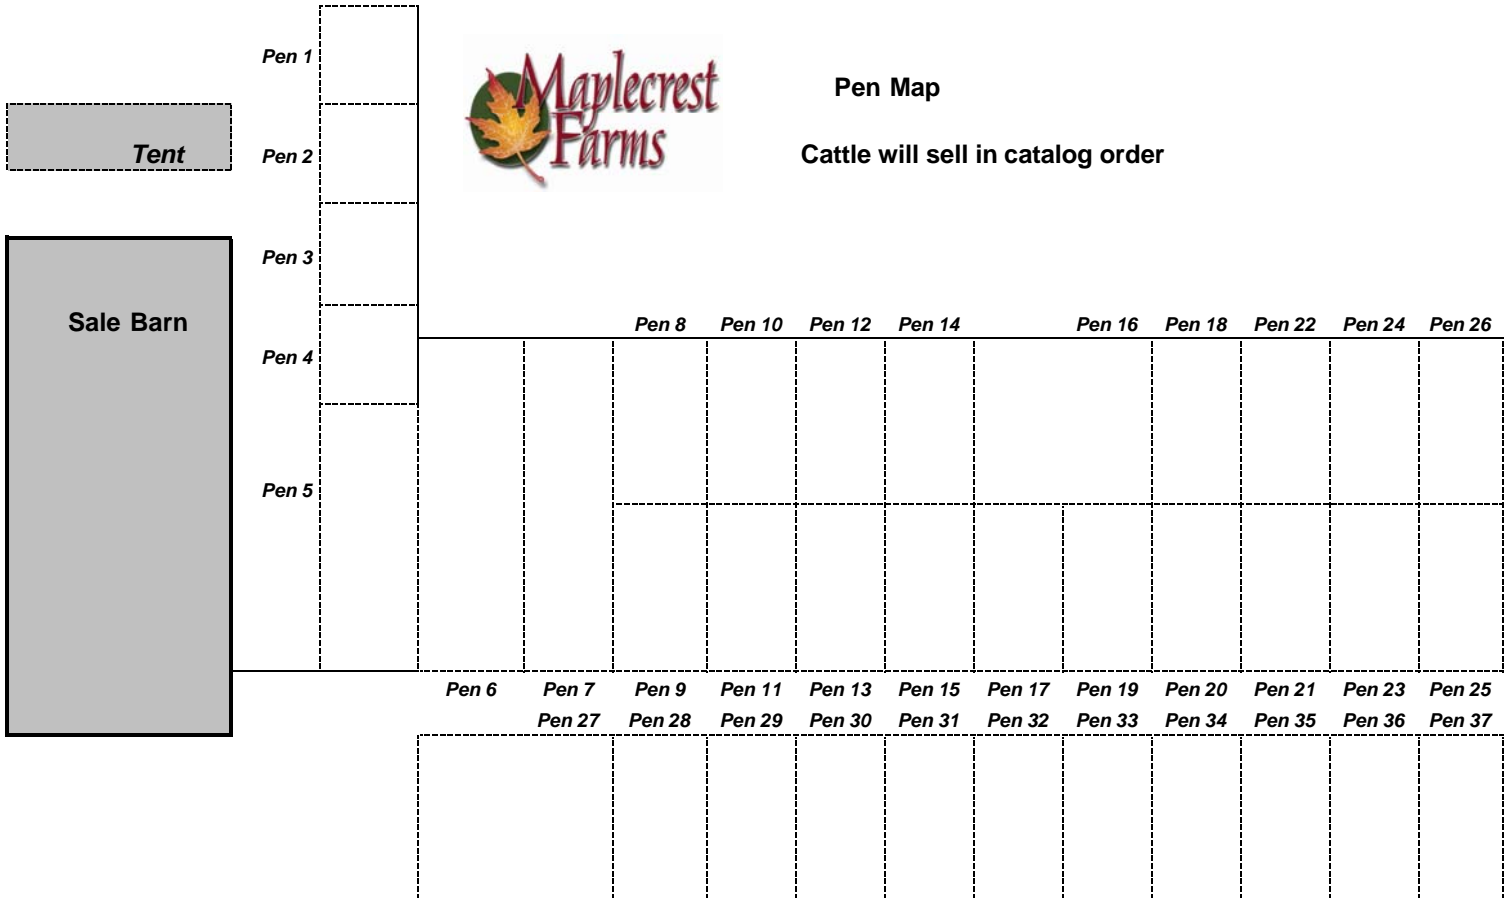 Pen 1
Maplecrest
Farms
Pen Map
Tent
Pen 2
Cattle will sell in catalog order
Pen 3
Sale Barn
Pen 8 Pen 10 Pen 12 Pen 14 Pen 16 Pen 18 Pen 22 Pen 24 Pen 26
Pen 4
Pen 5
Pen 6 Pen 7 Pen 9 Pen 11 Pen 13 Pen 15 Pen 17 Pen 19 Pen 20 Pen 21 Pen 23 Pen 25
Pen 27 Pen 28 Pen 29 Pen 30 Pen 31 Pen 32 Pen 33 Pen 34 Pen 35 Pen 36 Pen 37